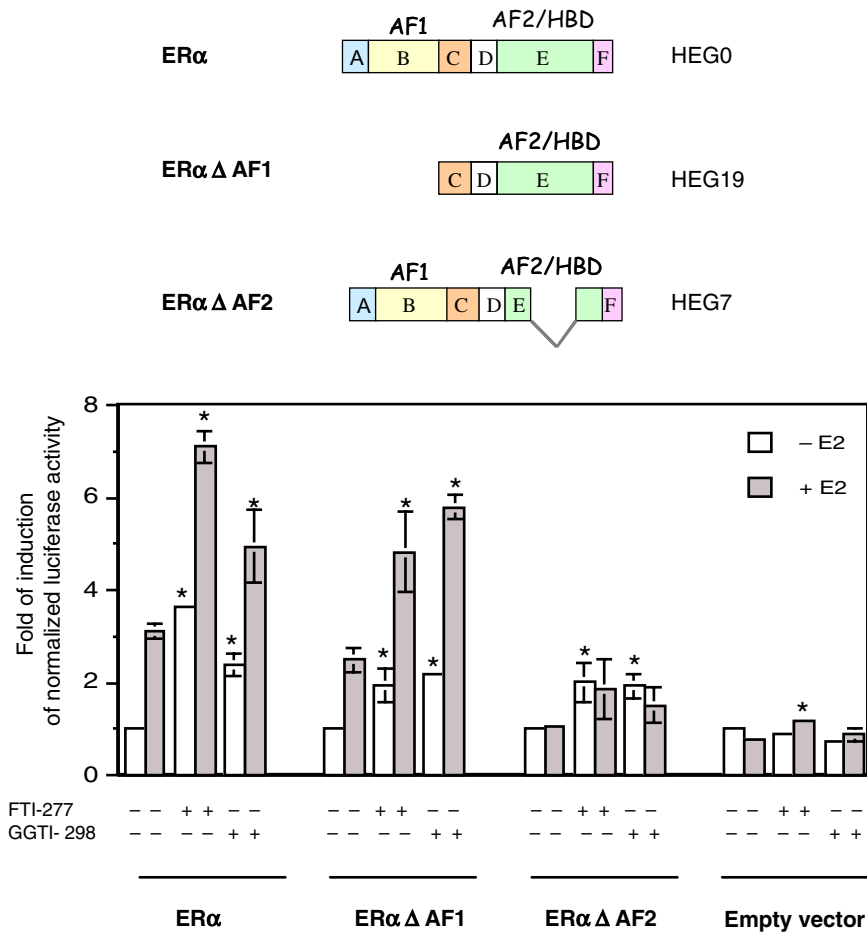 AF1 AF2/HBD
ERα A B C D E F HEG0
AF2/HBD
ERα Δ AF1 C D E F HEG19
AF1 AF2/HBD
ERα Δ AF2 A B C D E F HEG7
Fold of induction
of normalized luciferase activity
8
6
4
2
0
– E2
+ E2
* * * * * * * * * * *
FTI-277 – – + + – – – – + + – – – – + + – – – – + + – –
GGTI- 298 – – – – + + – – – – + + – – – – + + – – – – + +
ERα ERα Δ AF1 ERα Δ AF2 Empty vector